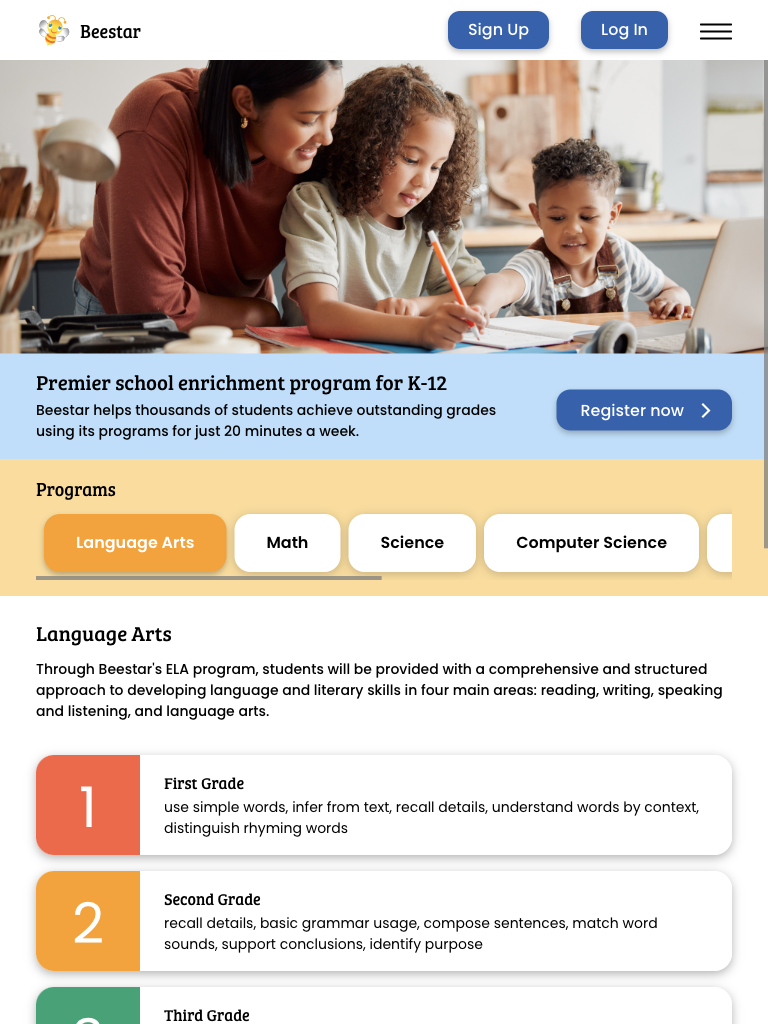 Beestar
Sign Up
Log In
Premier school enrichment program for K-12
Beestar helps thousands of students achieve outstanding grades
using its programs for just 20 minutes a week.
Register now
Programs
Language Arts
Math
Science
Computer Science
Language Arts
Through Beestar's ELA program, students will be provided with a comprehensive and structured
approach to developing language and literary skills in four main areas: reading, writing, speaking
and listening, and language arts.
1
First Grade
use simple words, infer from text, recall details, understand words by context,
distinguish rhyming words
2
Second Grade
recall details, basic grammar usage, compose sentences, match word
sounds, support conclusions, identify purpose
Third Grade